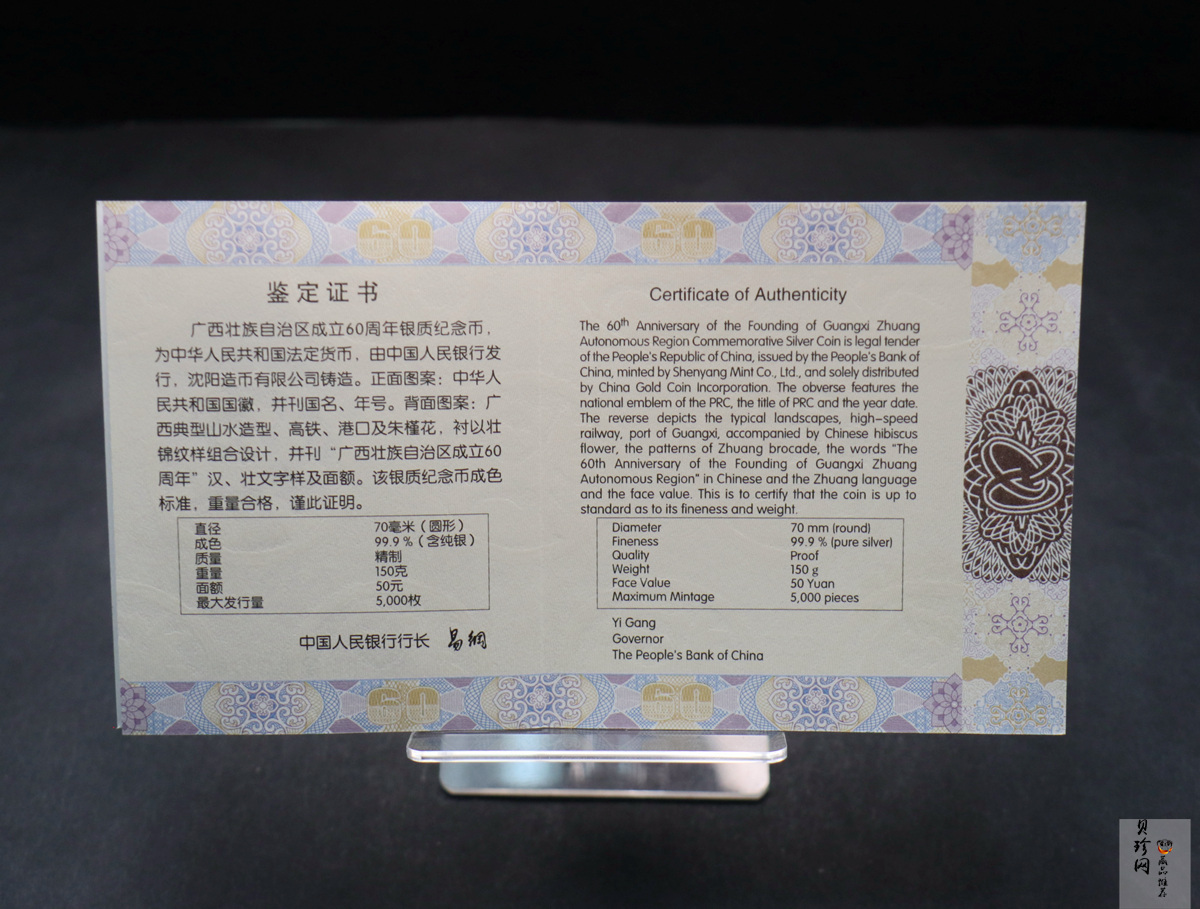 60
60
鉴定证书
广西壮族自治区成立60周年银质纪念币，
为中华人民共和国法定货币，由中国人民银行发
行，沈阳造币有限公司铸造。正面图案：中华人
民共和国国徽，并刊国名、年号。背面图案：广
西典型山水造型、高铁、港口及朱槿花，衬以壮
锦纹样组合设计，并刊“广西壮族自治区成立60
周年”汉、壮文字样及面额。该银质纪念币成色
标准，重量合格，谨此证明。
直径 70毫米（圆形）
成色 99.9％（含纯银）
质量 精制
重量 150克
面额 50元
最大发行量 5,000枚
中国人民银行行长 易纲
Certificate of Authenticity
The 60th Anniversary of the Founding of Guangxi Zhuang
Autonomous Region Commemorative Silver Coin is legal tender
of the People's Republic of China, issued by the People's Bank of
China, minted by Shenyang Mint Co., Ltd., and solely distributed
by China Gold Coin Incorporation. The obverse features the
national emblem of the PRC, the title of PRC and the year date.
The reverse depicts the typical landscapes, high-speed
railway, port of Guangxi, accompanied by Chinese hibiscus
flower, the patterns of Zhuang brocade, the words "The
60th Anniversary of the Founding of Guangxi Zhuang
Autonomous Region" in Chinese and the Zhuang language
and the face value. This is to certify that the coin is up to
standard as to its fineness and weight.
Diameter 70 mm (round)
Fineness 99.9 % (pure silver)
Quality Proof
Weight 150 g
Face Value 50 Yuan
Maximum Mintage 5,000 pieces
Yi Gang
Governor
The People's Bank of China
60
60
贝珍网
藏品推荐